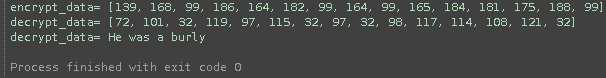 encrypt_data= [139, 168, 99, 186, 164, 182, 99, 164, 99, 165, 184, 181, 175, 188, 99]
decrypt_data= [72, 101, 32, 119, 97, 115, 32, 97, 32, 98, 117, 114, 108, 121, 32]
decrypt_data= He was a burly
Process finished with exit code 0